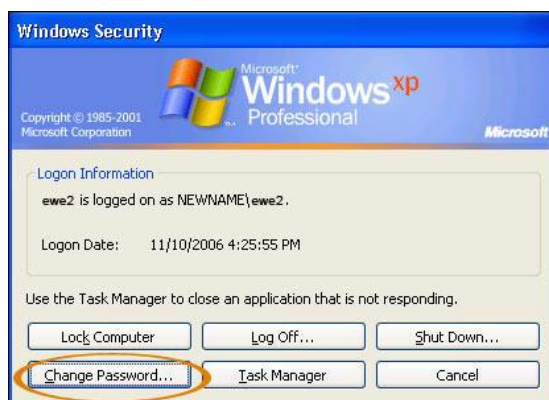 Windows Security
Microsoft®
Windows xp
Professional
Copyright © 1985-2001
Microsoft Corporation
Microsoft
Logon Information
ewe2 is logged on as NEWNAME\ewe2.
Logon Date: 11/10/2006 4:25:55 PM
Use the Task Manager to close an application that is not responding.
Lock Computer Log Off... Shut Down...
Change Password... Task Manager Cancel